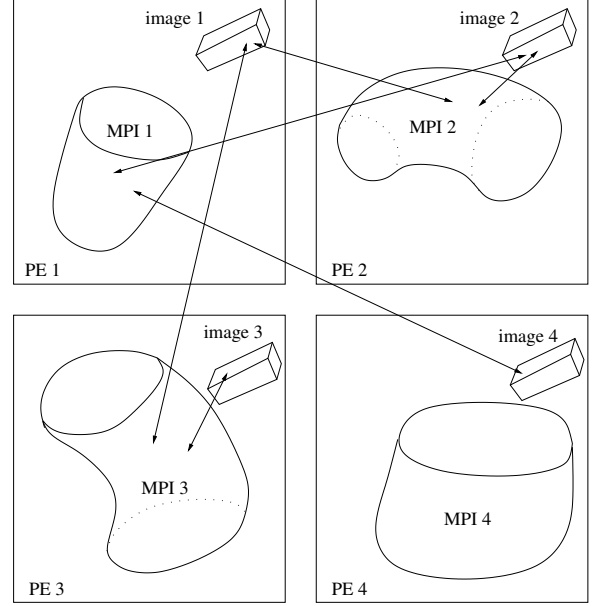 image 1
MPI 1
PE 1
image 2
MPI 2
PE 2
image 3
MPI 3
PE 3
image 4
MPI 4
PE 4